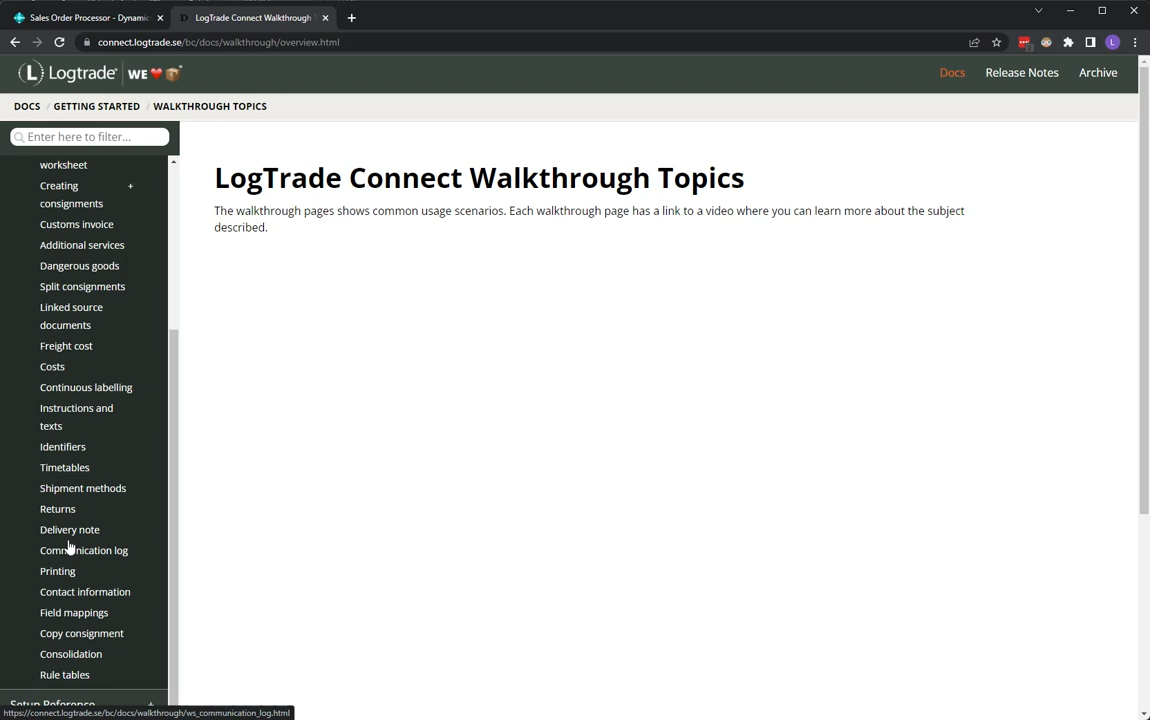 Sales Order Processor - Dynamic
LogTrade Connect Walkthrough
connect.logtrade.se/bc/docs/walkthrough/overview.html
L
Logtrade WE
Docs
Release Notes
Archive
DOCS / GETTING STARTED / WALKTHROUGH TOPICS
Enter here to filter...
worksheet
Creating +
consignments
Customs invoice
Additional services
Dangerous goods
Split consignments
Linked source
documents
Freight cost
Costs
Continuous labelling
Instructions and
texts
Identifiers
Timetables
Shipment methods
Returns
Delivery note
Communication log
Printing
Contact information
Field mappings
Copy consignment
Consolidation
Rule tables
Setup Reference +
https://connect.logtrade.se/bc/docs/walkthrough/ws_communication_log.html
LogTrade Connect Walkthrough Topics
The walkthrough pages shows common usage scenarios. Each walkthrough page has a link to a video where you can learn more about the subject
described.